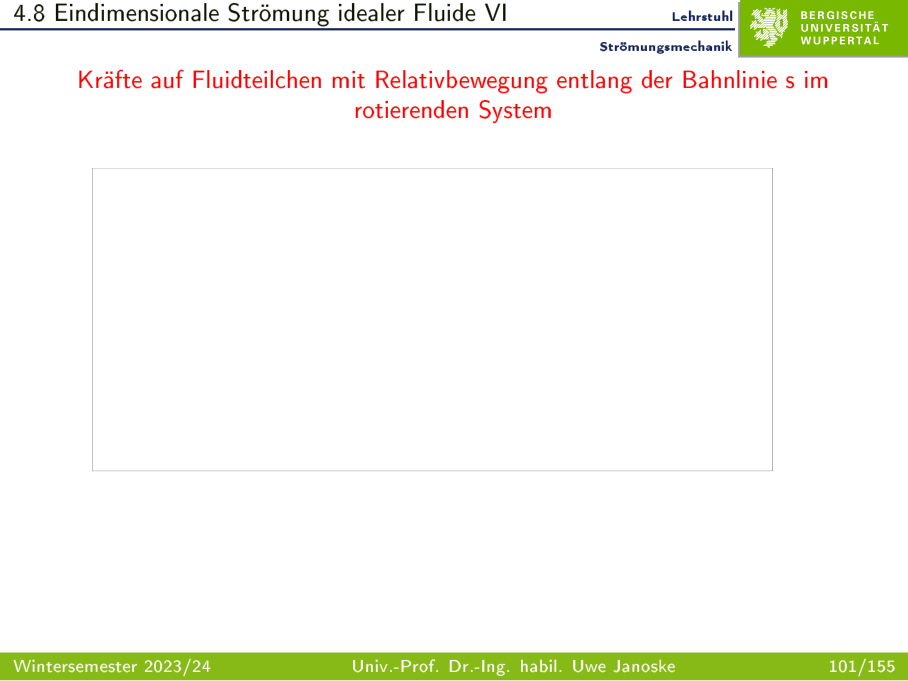 4.8 Eindimensionale Strömung idealer Fluide VI
Lehrstuhl
Strömungsmechanik
BERGISCHE
UNIVERSITÄT
WUPPERTAL
Kräfte auf Fluidteilchen mit Relativbewegung entlang der Bahnlinie s im
rotierenden System
Wintersemester 2023/24
Univ.-Prof. Dr.-Ing. habil. Uwe Janoske
101/155